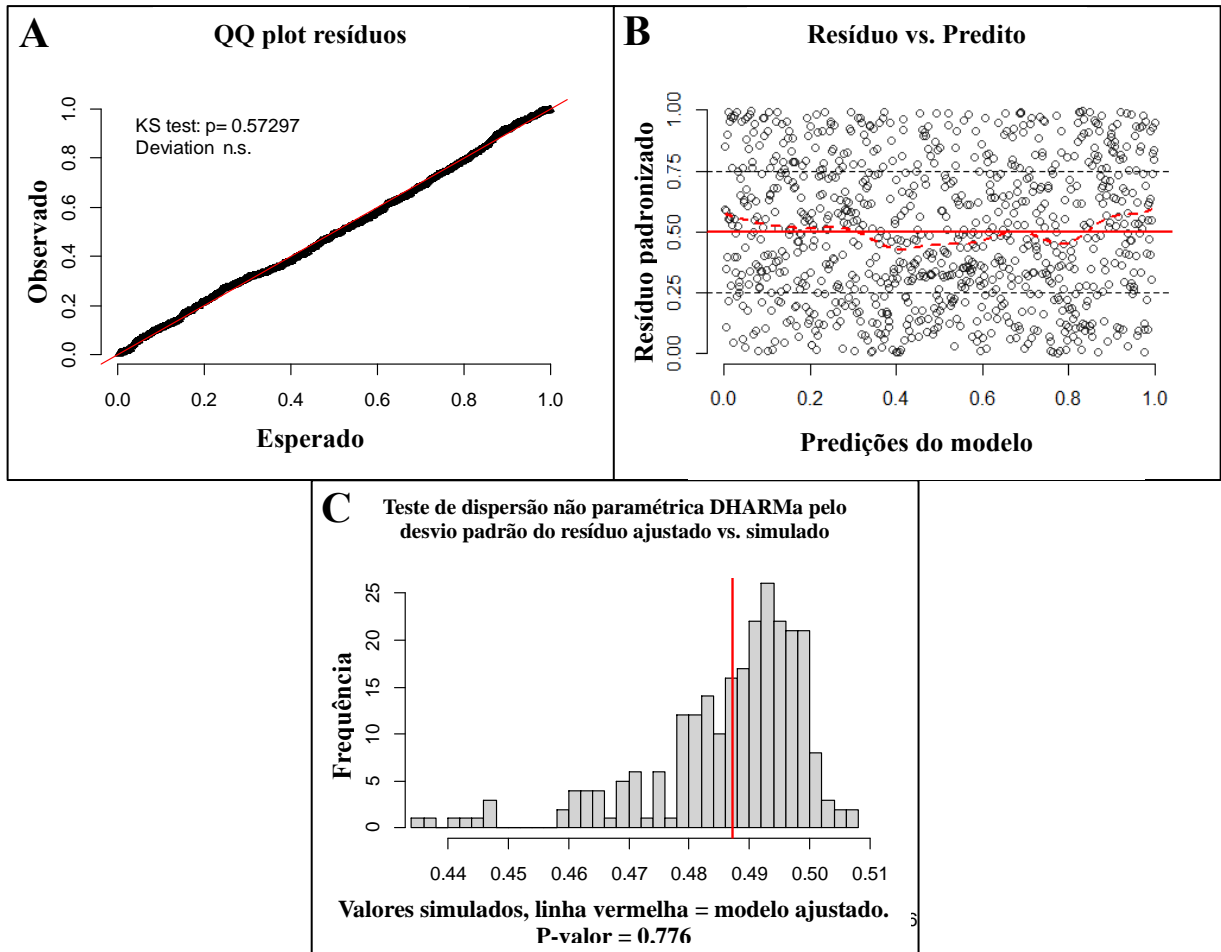 A
QQ plot resíduos
KS test: p= 0.57297
Deviation n.s.
Observado
0.0 0.2 0.4 0.6 0.8 1.0
0.0 0.2 0.4 0.6 0.8 1.0
Esperado
B
Resíduo vs. Predito
Resíduo padronizado
0.00 0.25 0.50 0.75 1.00
0.0 0.2 0.4 0.6 0.8 1.0
Predições do modelo
C
Teste de dispersão não paramétrica DHARMa pelo
desvio padrão do resíduo ajustado vs. simulado
Frequência
0 5 10 15 20 25
0.44 0.45 0.46 0.47 0.48 0.49 0.50 0.51
Valores simulados, linha vermelha = modelo ajustado.
P-valor = 0.776